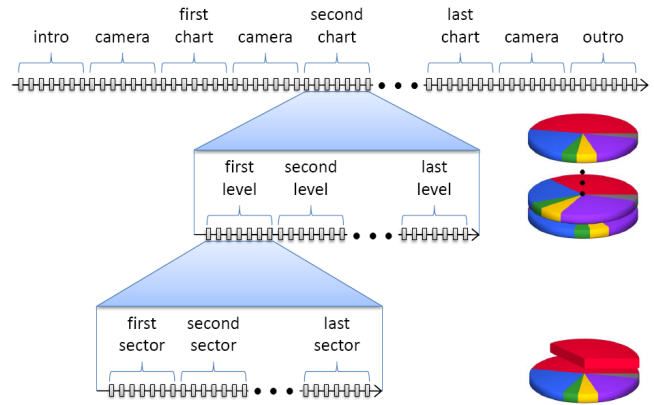 first second last
intro camera chart camera chart chart camera outro
first second last
level level level
first second last
sector sector sector